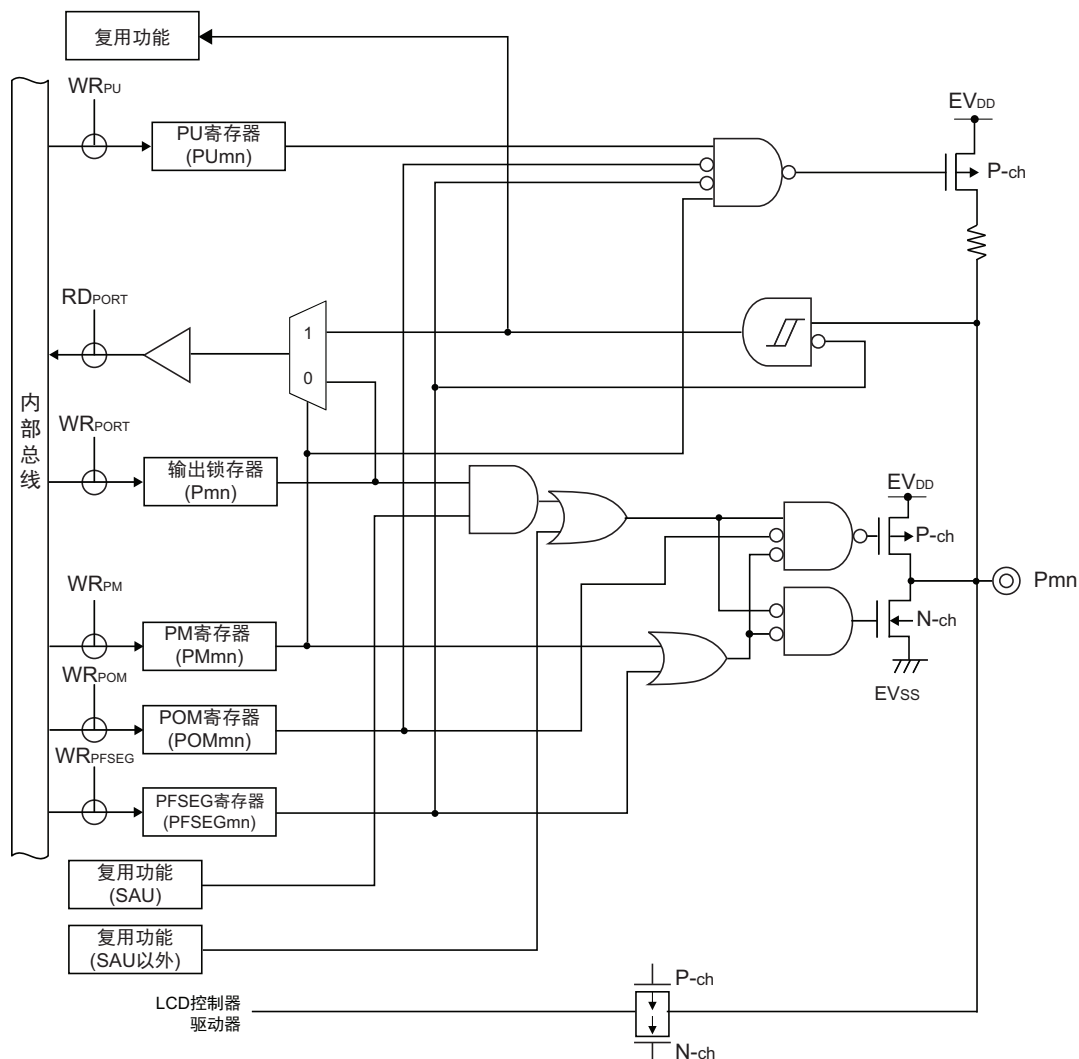 复用功能
WRPU
PU寄存器
(PUmn)
EVDD
P-ch
RDPORT
1
0
内部总线
WRPORT
输出锁存器
(Pmn)
EVDD
P-ch
Pmn
WRPM
PM寄存器
(PMmn)
N-ch
EVSS
WRPOM
POM寄存器
(POMmn)
WRPFSEG
PFSEG寄存器
(PFSEGmn)
复用功能
(SAU)
复用功能
(SAU以外)
P-ch
LCD控制器
驱动器
N-ch